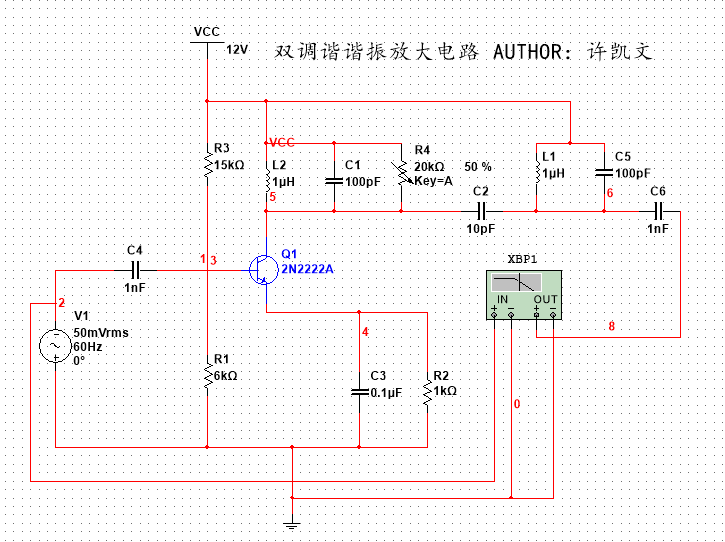 VCC
12V
双调谐谐振放大电路 AUTHOR: 许凯文
VCC
R3
15kΩ
L2
1μH
5
C1
100pF
R4
20kΩ
Key=A
50 %
C2
10pF
L1
1μH
C5
100pF
6
C6
1nF
C4
1nF
1
3
Q1
2N2222A
XBP1
IN
OUT
8
2
V1
50mVrms
60Hz
0°
4
R1
6kΩ
C3
0.1μF
R2
1kΩ
0